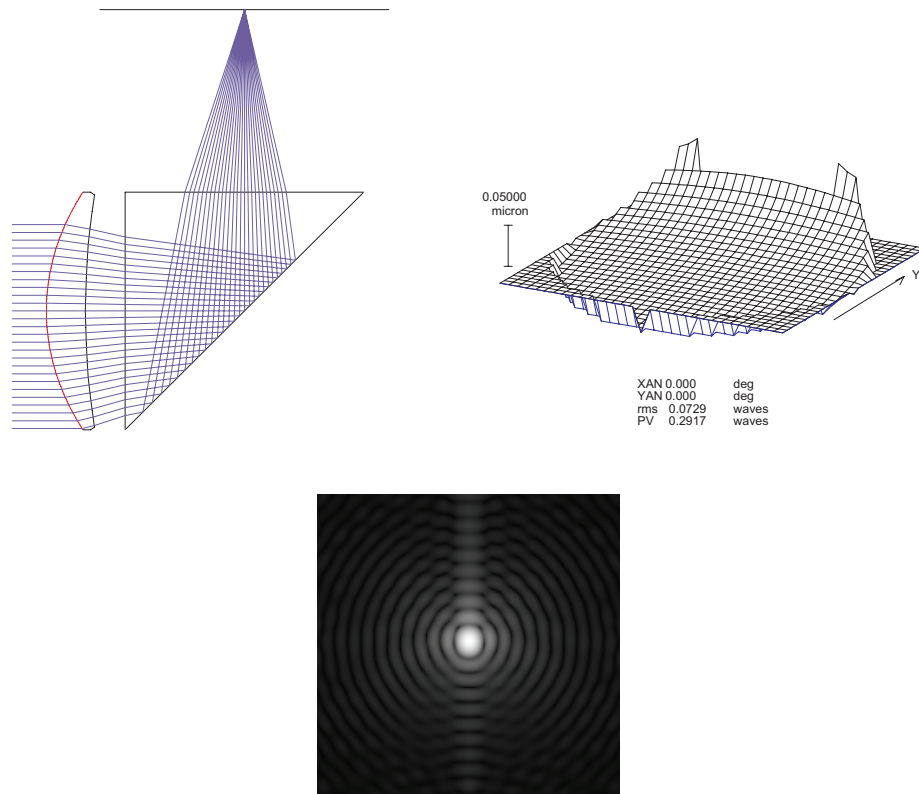 0.05000
micron
Y
XAN 0.000 deg
YAN 0.000 deg
rms 0.0729 waves
PV 0.2917 waves